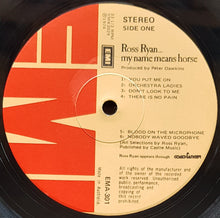 STEREO
SIDE ONE
EMI
Ross Ryan...
my name means horse
Produced by Peter Dawkins
1- YOU PUT ME ON
2- ORCHESTRA LADIES
3- DON'T LOOK TO ME
4- THERE IS NO PAIN
5- BLOOD ON THE MICROPHONE
6- NOBODY WAVED GOODBYE
(All Selections by Ross Ryan,
Published by Castle Music)
Ross Ryan appears through
All rights of the record
producer and of the owner
of the recorded work
reserved. Unauthorised
public performance,
broadcasting and copying
of this record
not permitted.
EMA.301
Made in Australia